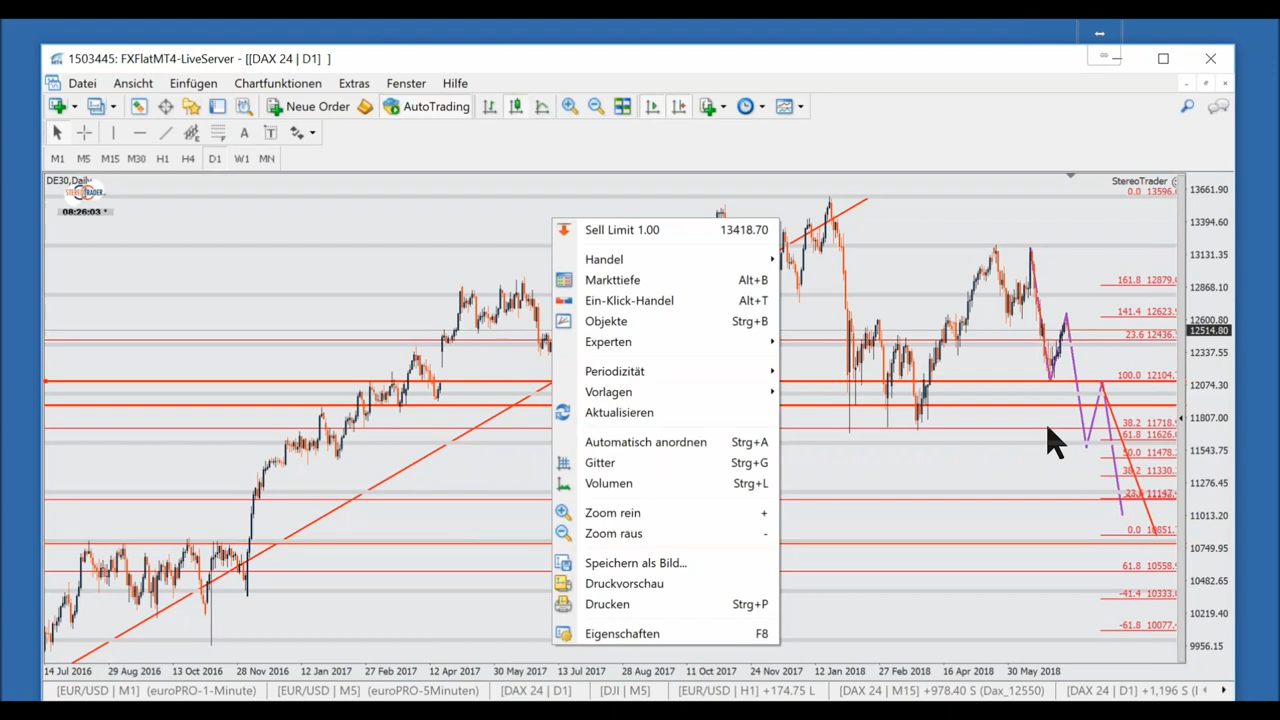 1503445: FXFlatMT4-LiveServer - [[DAX 24 | D1] ]
Datei Ansicht Einfügen Chartfunktionen Extras Fenster Hilfe
New Order AutoTrading
A T
M1 M5 M15 M30 H1 H4 D1 W1 MN
DE30,Daily
StereoTrader
STEREOTRADER
08:26:03 *
0.0 13596.
161.8 12879.
141.4 12623.
23.6 12436.
100.0 12104.
38.2 11718.
61.8 11626.
50.0 11478.
38.2 11330.
23.6 11147.
0.0 10851.
61.8 10558.
-41.4 10333.
-61.8 10077.
13661.90
13394.60
13131.35
12868.10
12600.80
12514.80
12337.55
12074.30
11807.00
11543.75
11276.45
11013.20
10749.95
10482.65
10219.40
9956.15
Sell Limit 1.00 13418.70
Handel
Markttiefe Alt+B
Ein-Klick-Handel Alt+T
Objekte Strg+B
Experten
Periodizität
Vorlagen
Aktualisieren
Automatisch anordnen Strg+A
Gitter Strg+G
Volumen Strg+L
Zoom rein +
Zoom raus -
Speichern als Bild...
Druckvorschau
Drucken Strg+P
Eigenschaften F8
14 Jul 2016 29 Aug 2016 13 Oct 2016 28 Nov 2016 12 Jan 2017 27 Feb 2017 12 Apr 2017 30 May 2017 13 Jul 2017 28 Aug 2017 11 Oct 2017 24 Nov 2017 12 Jan 2018 27 Feb 2018 16 Apr 2018 30 May 2018
[EUR/USD | M1] (euroPRO-1-Minute) [EUR/USD | M5] (euroPRO-5Minuten) [DAX 24 | D1] [DJI | M5] [EUR/USD | H1] +174.75 L [DAX 24 | M15] +978.40 S (Dax_12550) [DAX 24 | D1] +1,196 S (